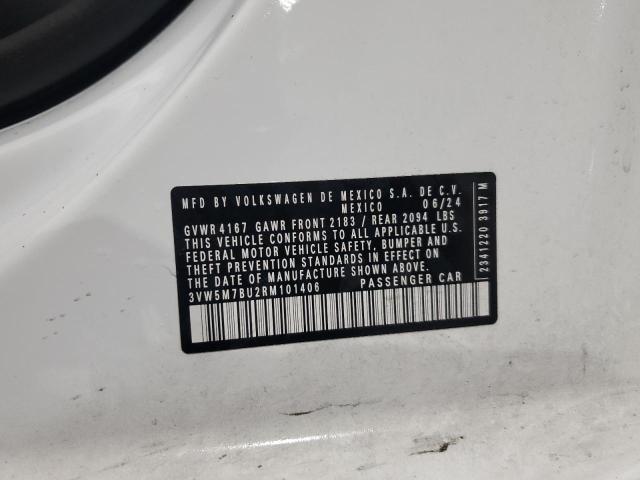 MFD BY VOLKSWAGEN DE MEXICO S.A. DE C.V.
MEXICO 06/24
GVWR 4167 GAWR FRONT 2183 / REAR 2094 LBS
THIS VEHICLE CONFORMS TO ALL APPLICABLE U.S.
FEDERAL MOTOR VEHICLE SAFETY, BUMPER AND
THEFT PREVENTION STANDARDS IN EFFECT ON
THE DATE OF MANUFACTURE SHOWN ABOVE.
3VW5M7BU2RM101406 PASSENGER CAR
2341220 3917 M